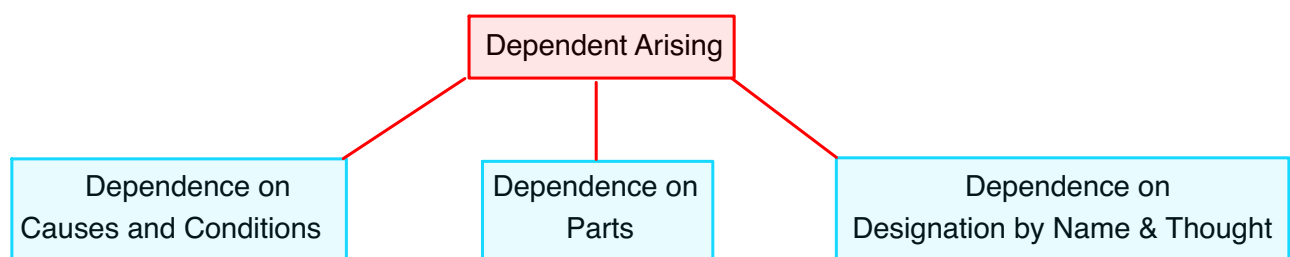 Dependent Arising
Dependence on
Causes and Conditions
Dependence on
Parts
Dependence on
Designation by Name & Thought